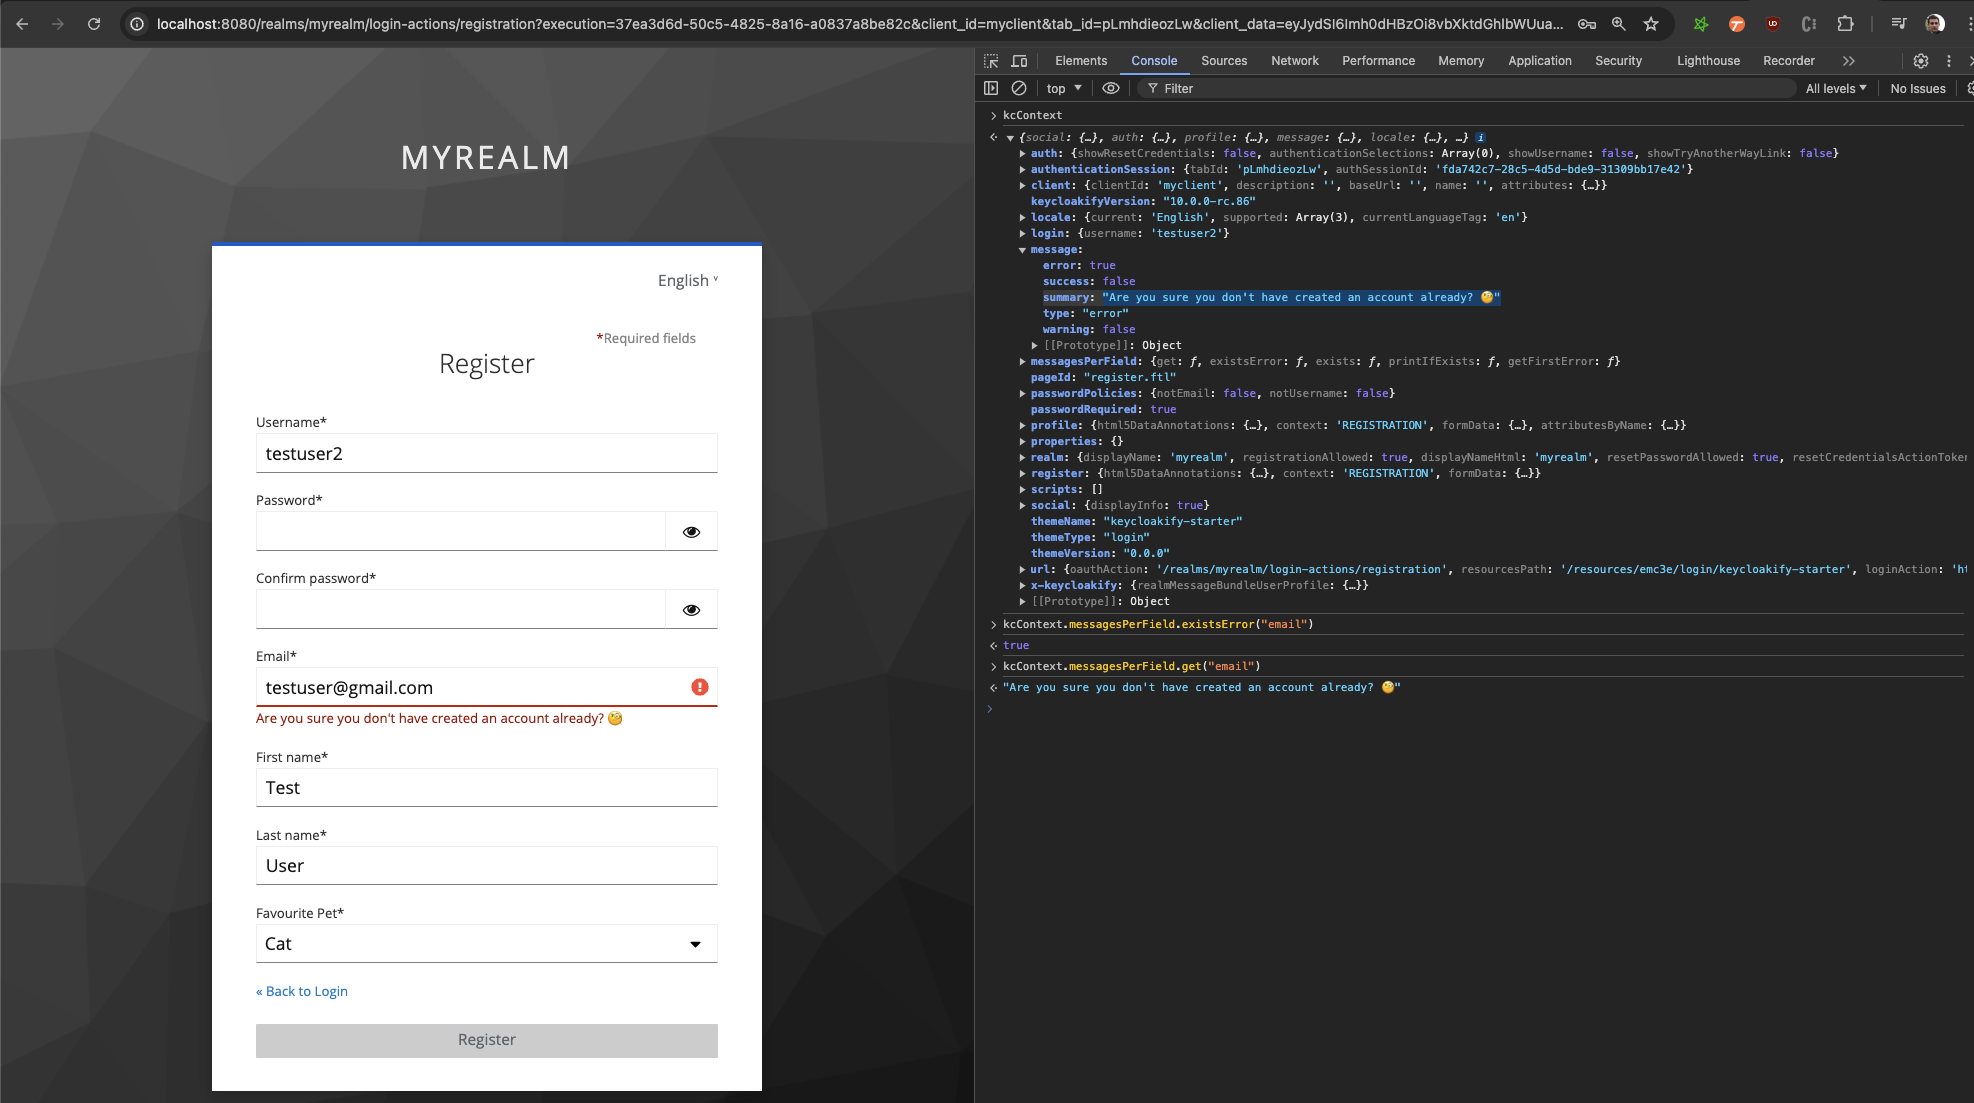 localhost:8080/realms/myrealm/login-actions/registration?execution=37ea3d6d-50c5-4825-8a16-a0837a8be82c&client_id=myclient&tab_id=pLmhdieozLw&client_data=eyJydSI6Imh0dHBzOi8vbXktdGhlbWUua...
MYREALM
English ˅
*Required fields
Register
Username*
testuser2
Password*
Confirm password*
Email*
testuser@gmail.com
Are you sure you don't have created an account already? 🧐
First name*
Test
Last name*
User
Favourite Pet*
Cat
« Back to Login
Register
Elements Console Sources Network Performance Memory Application Security Lighthouse Recorder »
top ▼ Filter All levels ▼ No Issues
> kcContext
▼ {social: {…}, auth: {…}, profile: {…}, message: {…}, locale: {…}, …} i
▶ auth: {showResetCredentials: false, authenticationSelections: Array(0), showUsername: false, showTryAnotherWayLink: false}
▶ authenticationSession: {tabId: 'pLmhdieozLw', authSessionId: 'fda742c7-28c5-4d5d-bde9-31309bb17e42'}
▶ client: {clientId: 'myclient', description: '', baseUrl: '', name: '', attributes: {…}}
keycloakifyVersion: "10.0.0-rc.86"
▶ locale: {current: 'English', supported: Array(3), currentLanguageTag: 'en'}
▶ login: {username: 'testuser2'}
▼ message:
error: true
success: false
summary: "Are you sure you don't have created an account already? 🧐"
type: "error"
warning: false
▶ [[Prototype]]: Object
▶ messagesPerField: {get: ƒ, existsError: ƒ, exists: ƒ, printIfExists: ƒ, getFirstError: ƒ}
pageId: "register.ftl"
▶ passwordPolicies: {notEmail: false, notUsername: false}
passwordRequired: true
▶ profile: {html5DataAnnotations: {…}, context: 'REGISTRATION', formData: {…}, attributesByName: {…}}
▶ properties: {}
▶ realm: {displayName: 'myrealm', registrationAllowed: true, displayNameHtml: 'myrealm', resetPasswordAllowed: true, resetCredentialsActionToken
▶ register: {html5DataAnnotations: {…}, context: 'REGISTRATION', formData: {…}}
▶ scripts: []
▶ social: {displayInfo: true}
themeName: "keycloakify-starter"
themeType: "login"
themeVersion: "0.0.0"
▶ url: {oauthAction: '/realms/myrealm/login-actions/registration', resourcesPath: '/resources/emc3e/login/keycloakify-starter', loginAction: 'ht
▶ x-keycloakify: {realmMessageBundleUserProfile: {…}}
▶ [[Prototype]]: Object
> kcContext.messagesPerField.existsError("email")
true
> kcContext.messagesPerField.get("email")
"Are you sure you don't have created an account already? 🧐"
>